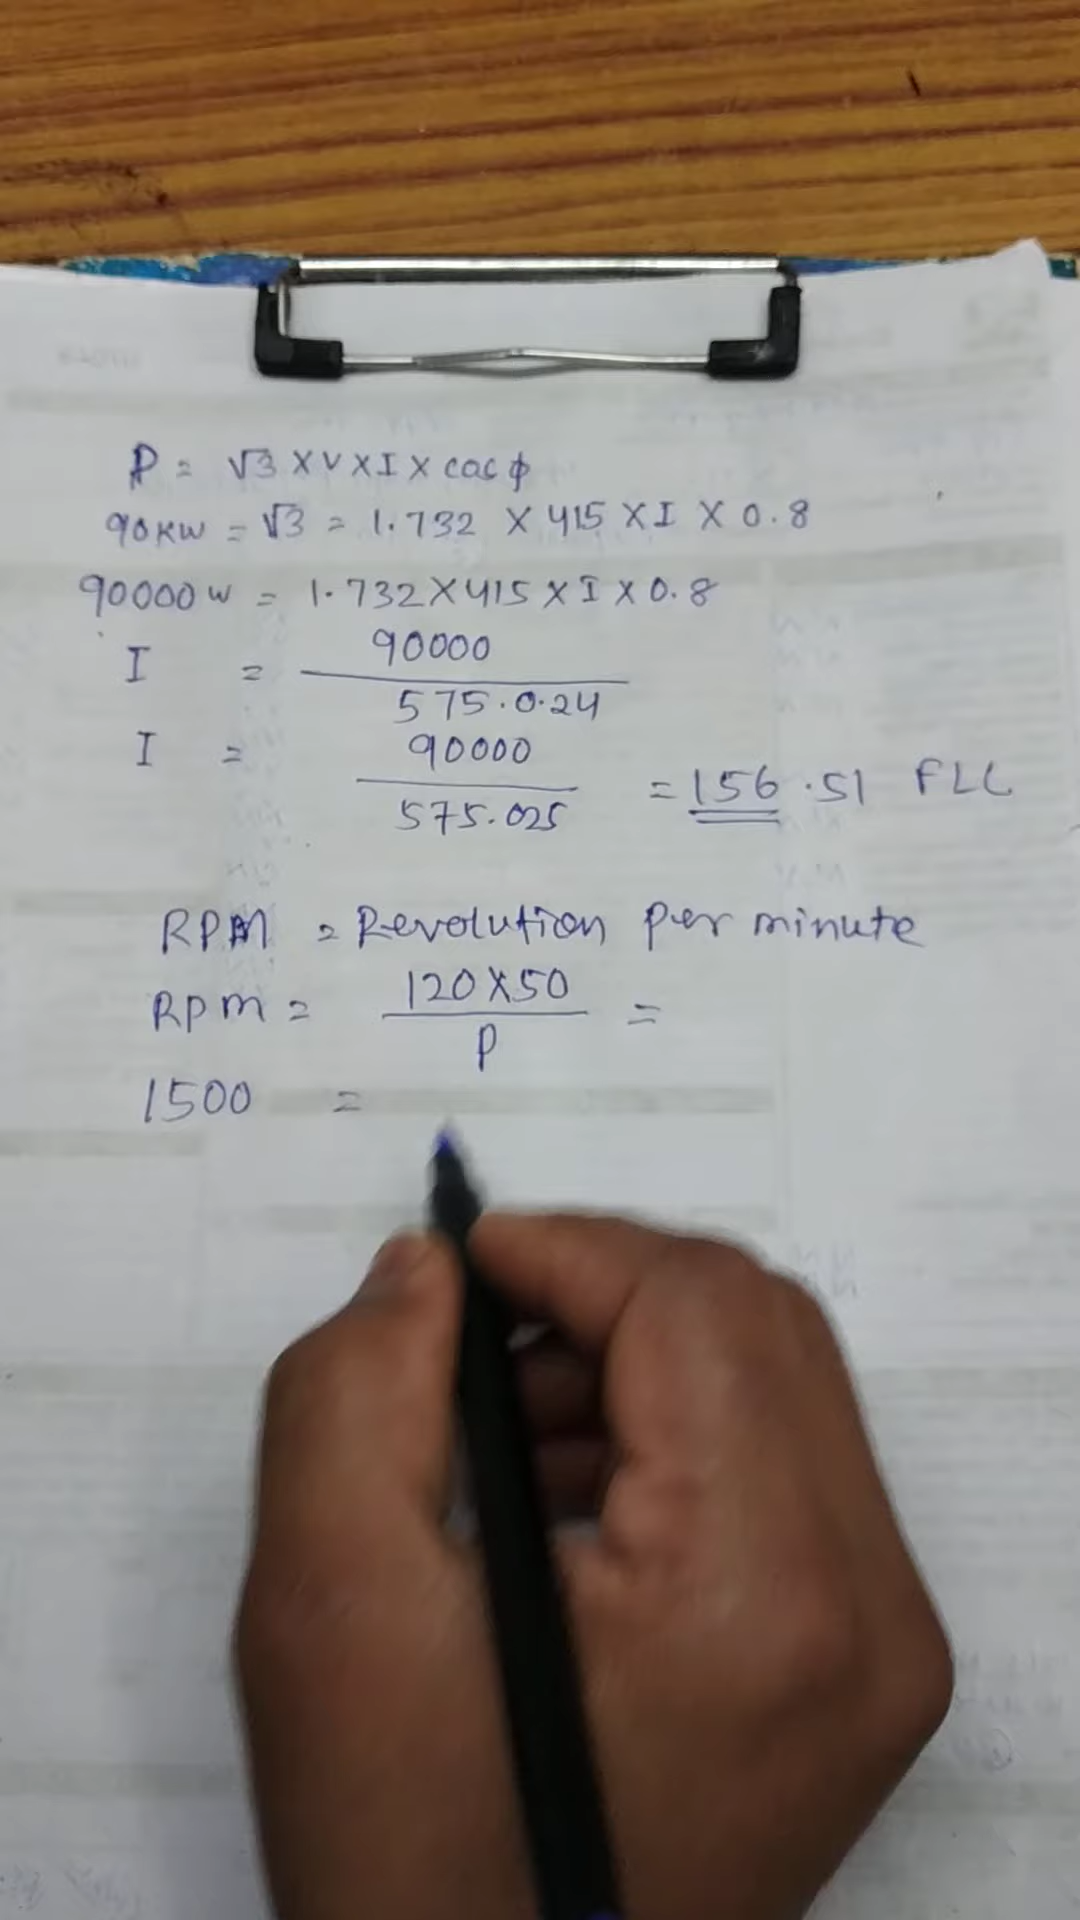 P = √3 X V X I X cos ϕ
90KW = √3 = 1.732 X 415 X I X 0.8
90000 W = 1.732 X 415 X I X 0.8
I = 90000
575.0.24
I = 90000
575.025
= 156.51 FLC
RPM = Revolution Per minute
RPM = 120 X 50 =
P
1500 =